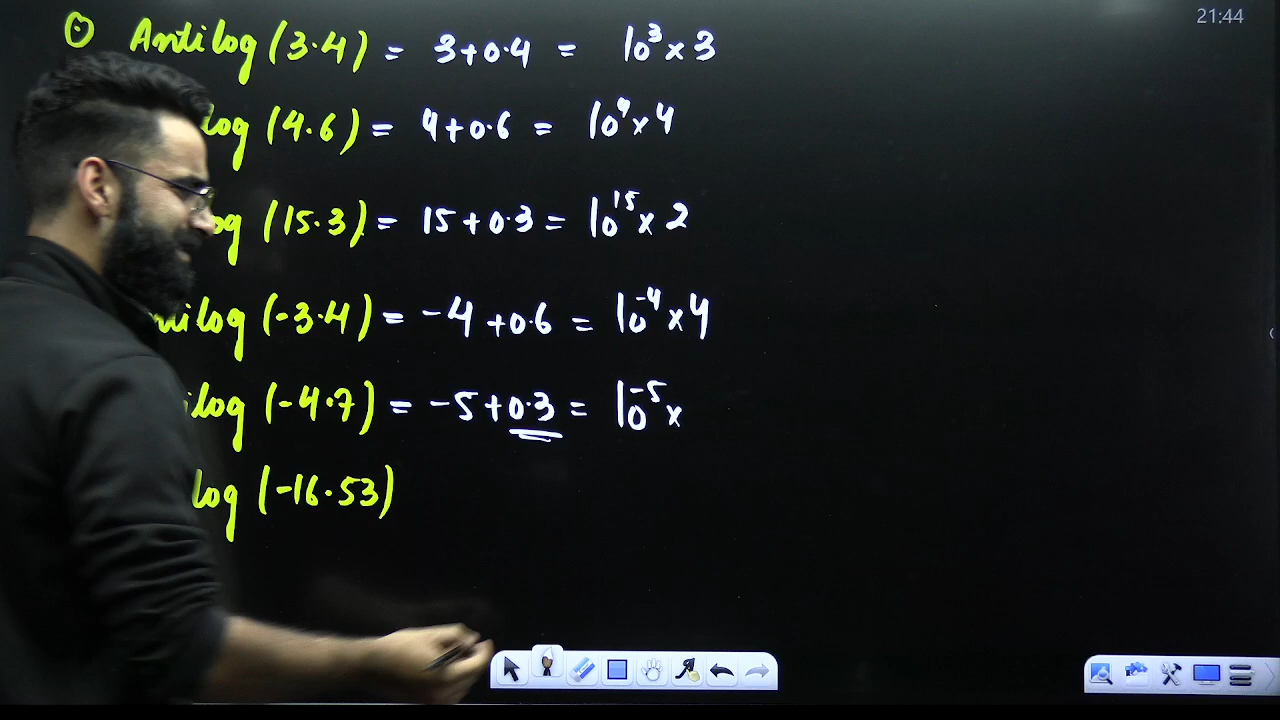 21:44
Antilog (3.4) = 3+0.4 = 10³ x 3
log (4.6) = 4+0.6 = 10⁴ x 4
og (15.3) = 15+0.3 = 10¹⁵ x 2
ntilog (-3.4) = -4 +0.6 = 10⁻⁴ x 4
ilog (-4.7) = -5+0.3 = 10⁻⁵ x
log (-16.53)